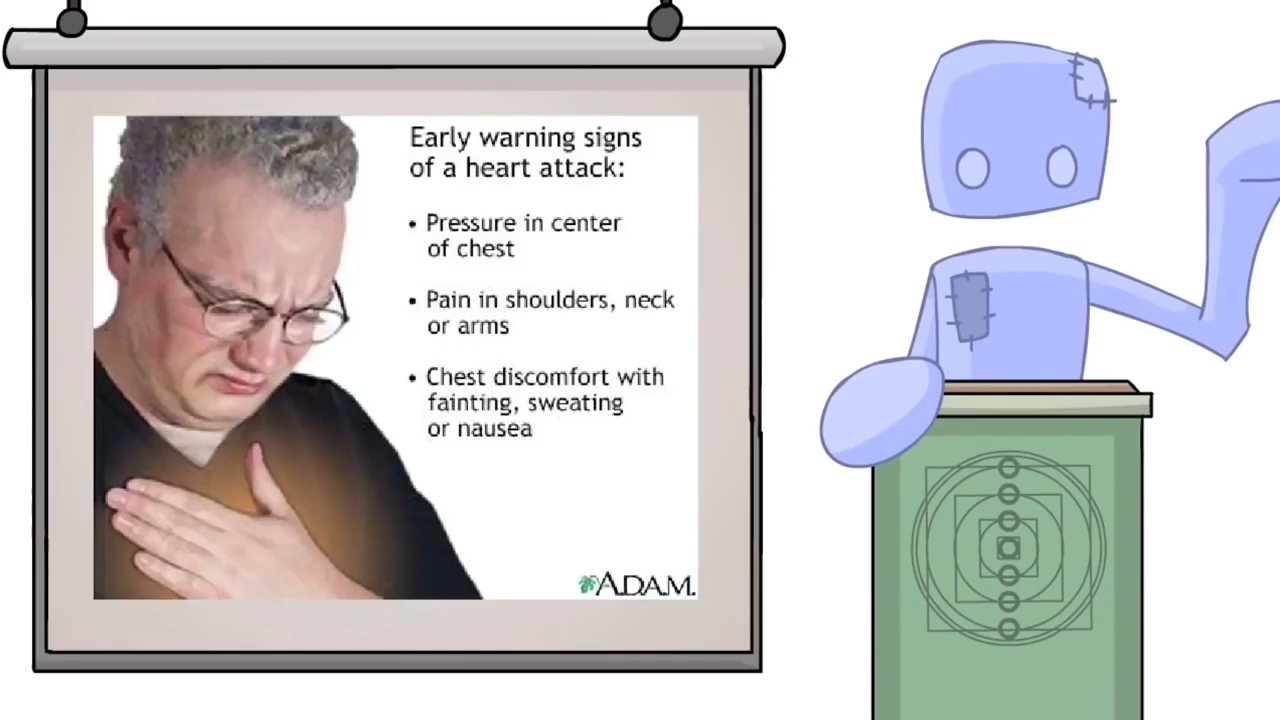 Early warning signs
of a heart attack:
• Pressure in center
of chest
• Pain in shoulders, neck
or arms
• Chest discomfort with
fainting, sweating
or nausea
A.D.A.M.